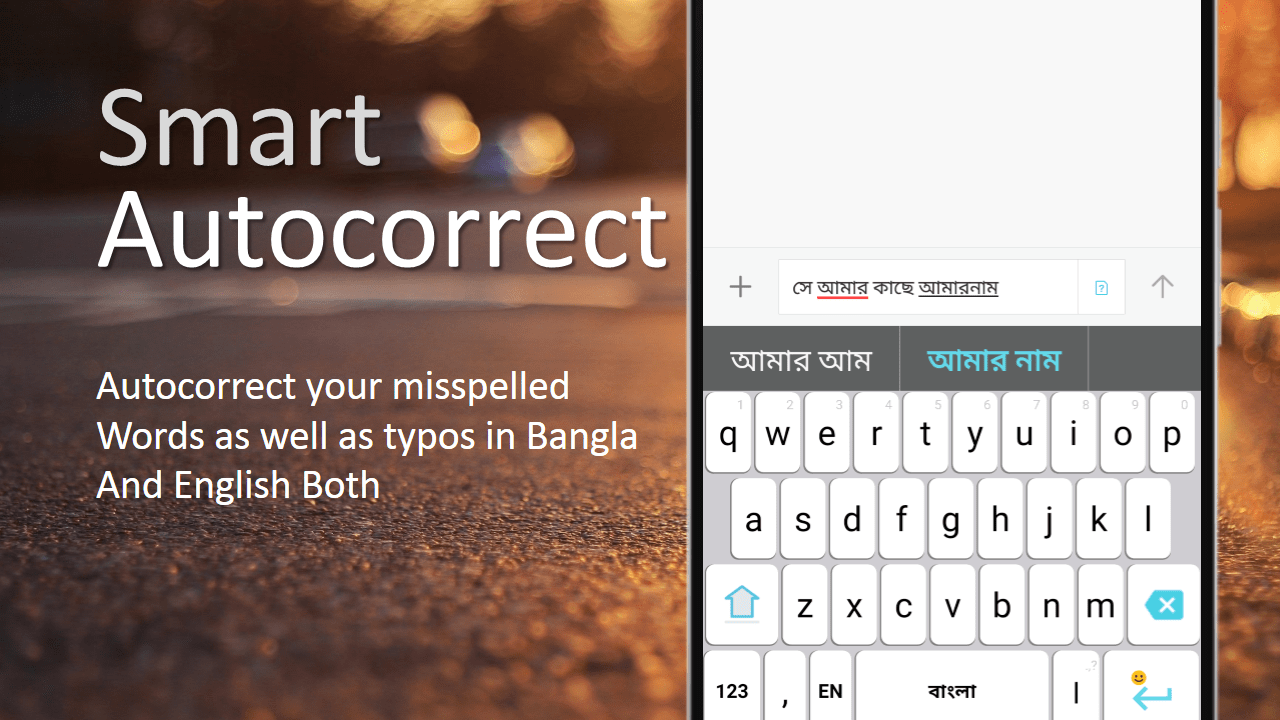 Smart
Autocorrect
Autocorrect your misspelled
Words as well as typos in Bangla
And English Both
সে আমার কাছে আমারনাম
আমার আম আমার নাম
1 2 3 4 5 6 7 8 9 0
q w e r t y u i o p
a s d f g h j k l
z x c v b n m
.,?
123 , EN বাংলা ।